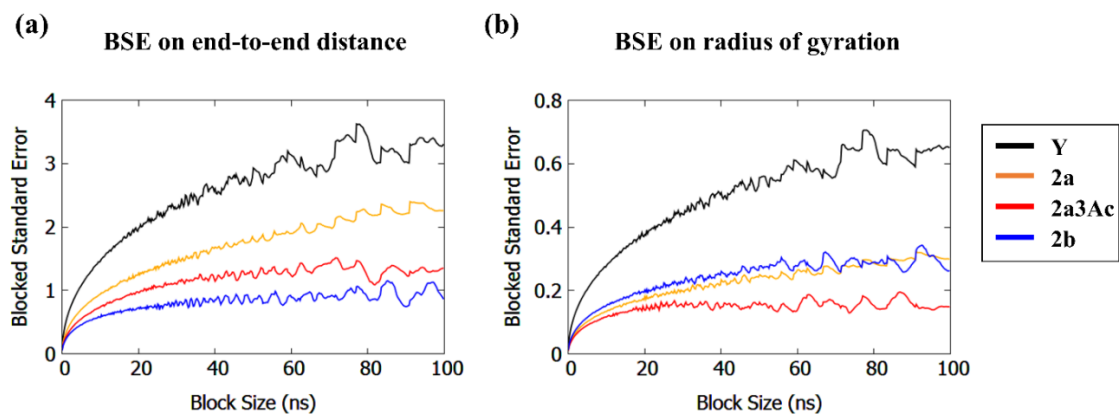 (a)
BSE on end-to-end distance
Blocked Standard Error
4
3
2
1
0
0 20 40 60 80 100
Block Size (ns)
(b)
BSE on radius of gyration
Blocked Standard Error
0.8
0.6
0.4
0.2
0
0 20 40 60 80 100
Block Size (ns)
Y
2a
2a3Ac
2b